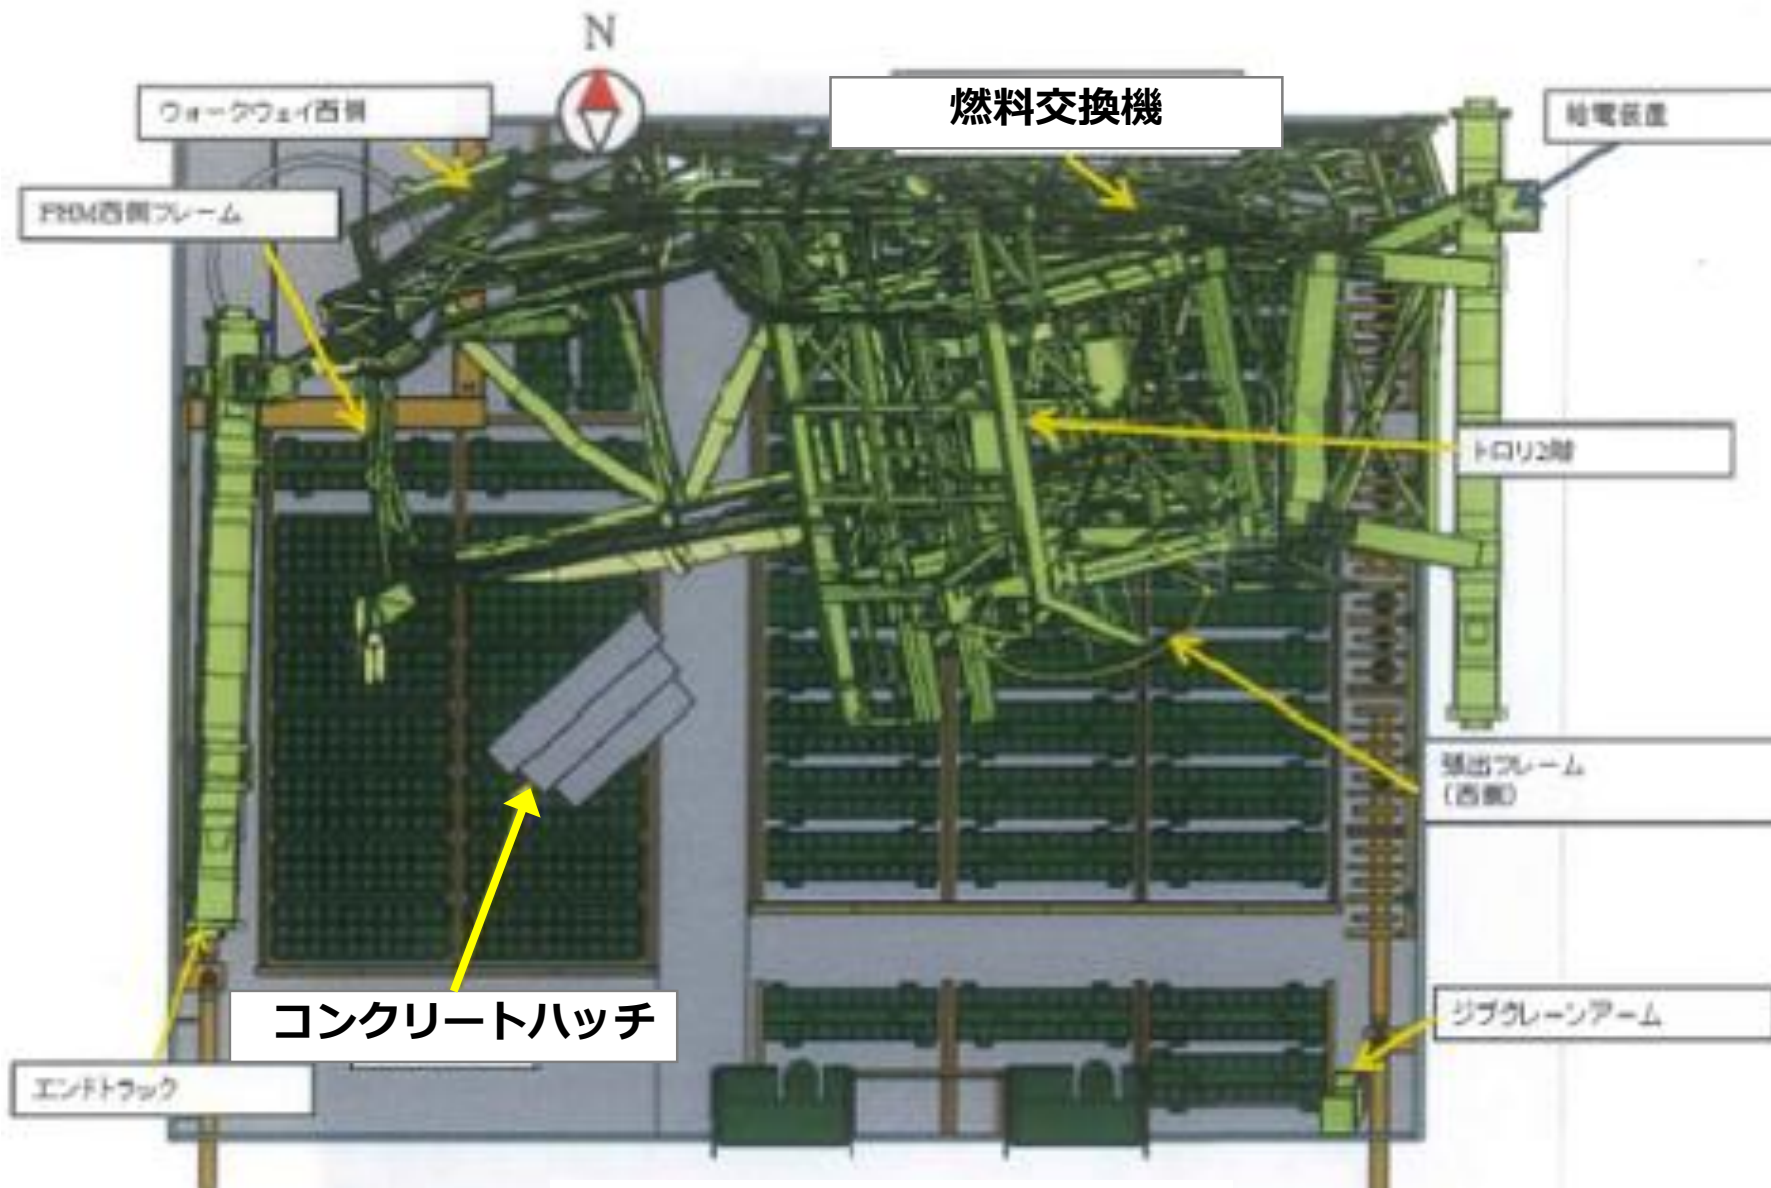 N
ウォークウェイ西側
燃料交換機
給電装置
FHM西側フレーム
トロリ2階
張出フレーム
(西側)
コンクリートハッチ
ジブクレーンアーム
エンドトラック